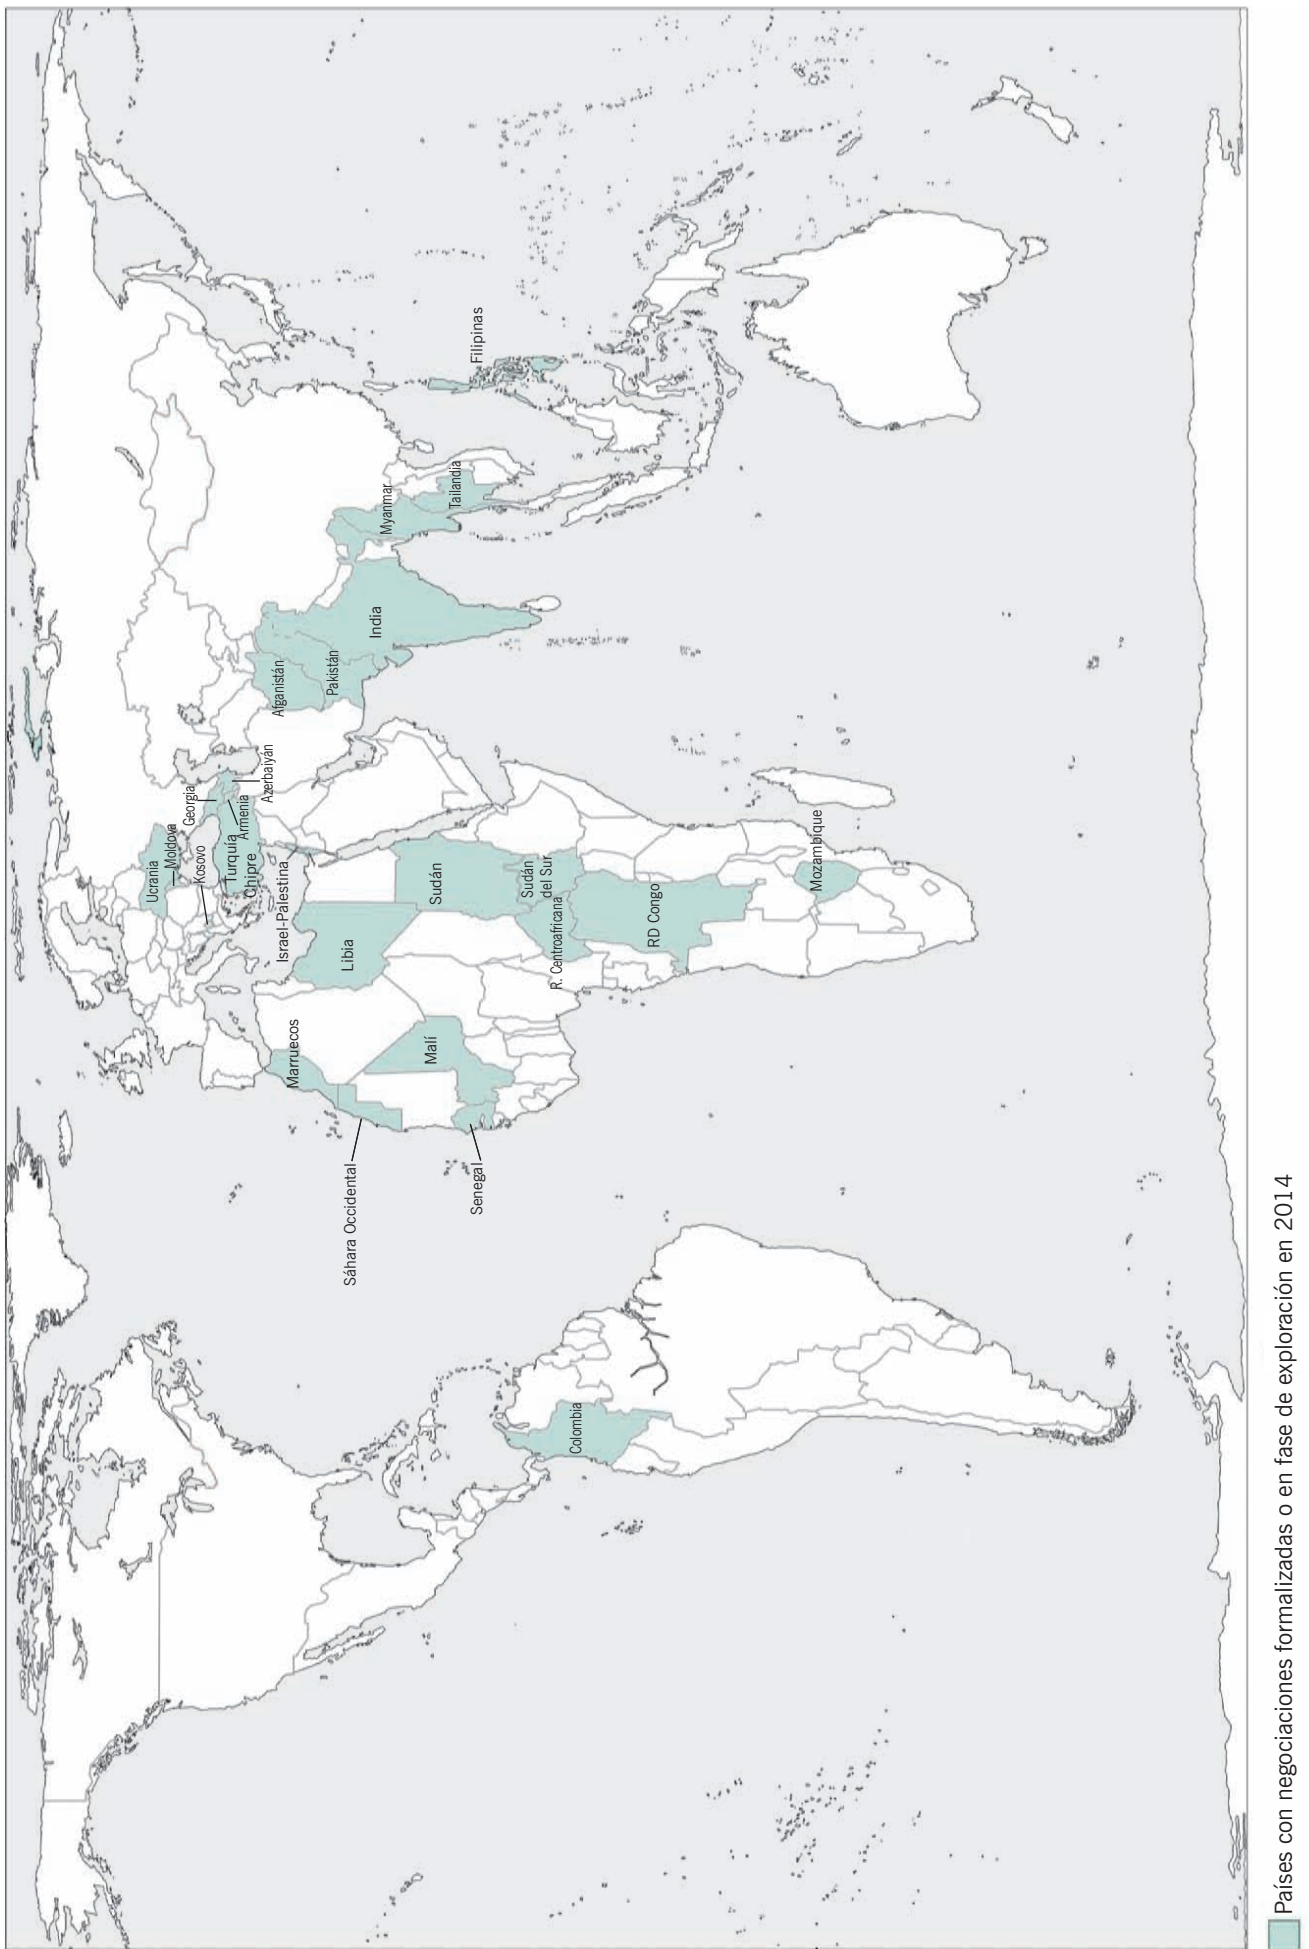 Ucrania
Moldova
Georgia
Kosovo
Turquía
Armenia
Azerbaiyán
Chipre
Israel-Palestina
Afganistán
Pakistán
India
Myanmar
Tailandia
Filipinas
Marruecos
Sáhara Occidental
Libia
Malí
Senegal
Sudán
Sudán
del Sur
R. Centroafricana
RD Congo
Mozambique
Colombia
Países con negociaciones formalizadas o en fase de exploración en 2014